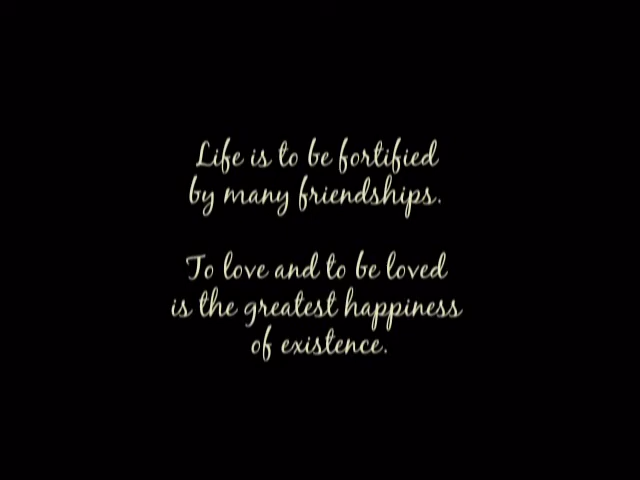 Life is to be fortified
by many friendships.
To love and to be loved
is the greatest happiness
of existence.